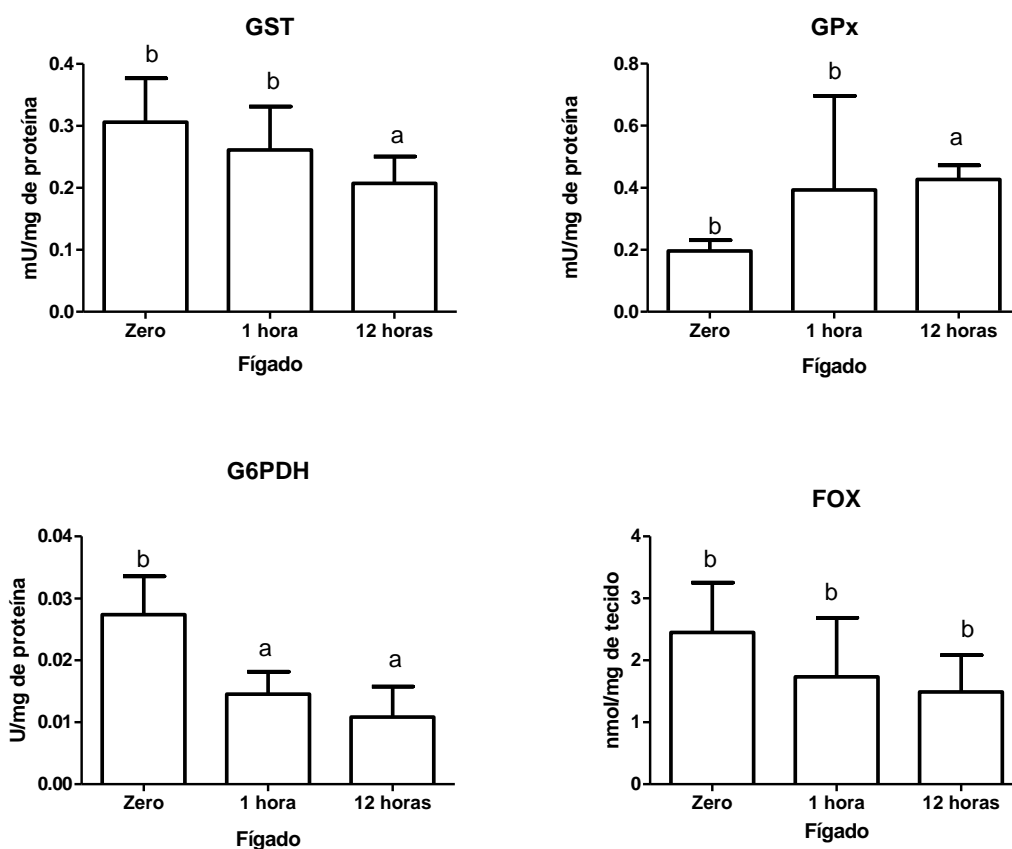 GST
mU/mg de proteína
0.4
0.3
0.2
0.1
0.0
b
b
a
Zero
1 hora
12 horas
Fígado
GPx
mU/mg de proteína
0.8
0.6
0.4
0.2
0.0
b
b
a
Zero
1 hora
12 horas
Fígado
G6PDH
U/mg de proteína
0.04
0.03
0.02
0.01
0.00
b
a
a
Zero
1 hora
12 horas
Fígado
FOX
nmol/mg de tecido
4
3
2
1
0
b
b
b
Zero
1 hora
12 horas
Fígado